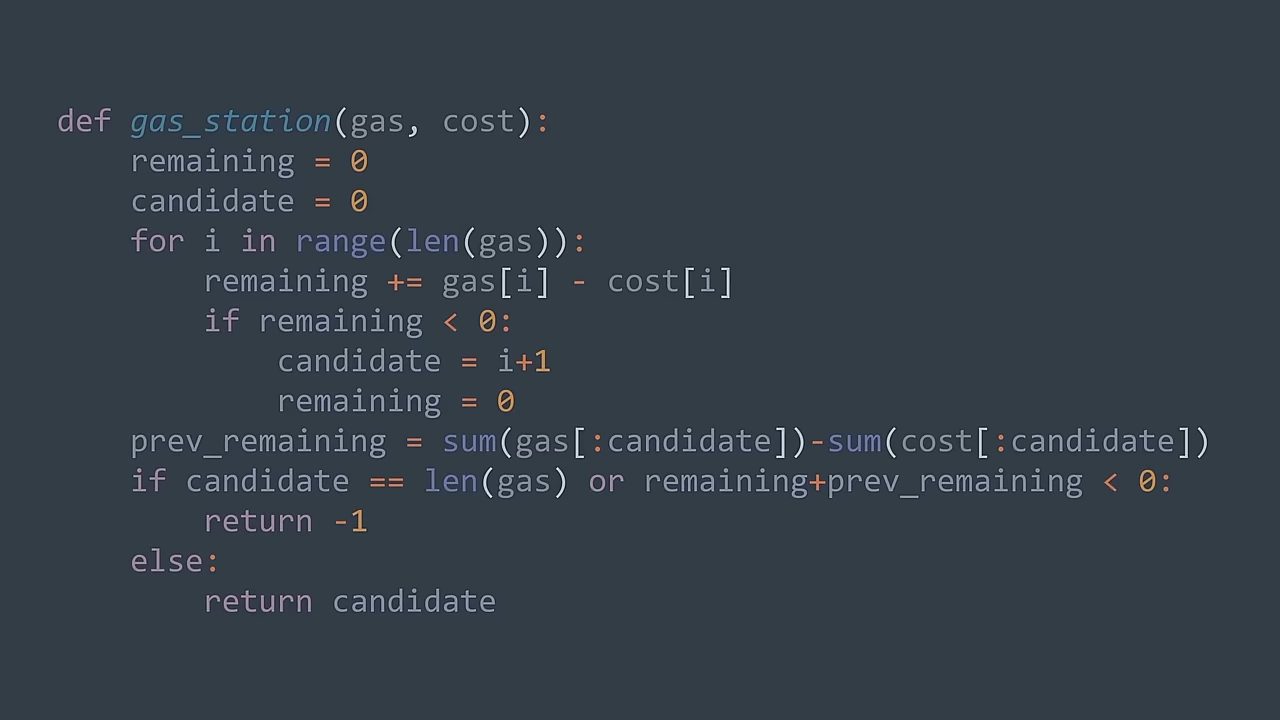 def gas_station(gas, cost):
    remaining = 0
    candidate = 0
    for i in range(len(gas)):
        remaining += gas[i] - cost[i]
        if remaining < 0:
            candidate = i+1
            remaining = 0
    prev_remaining = sum(gas[:candidate])-sum(cost[:candidate])
    if candidate == len(gas) or remaining+prev_remaining < 0:
        return -1
    else:
        return candidate